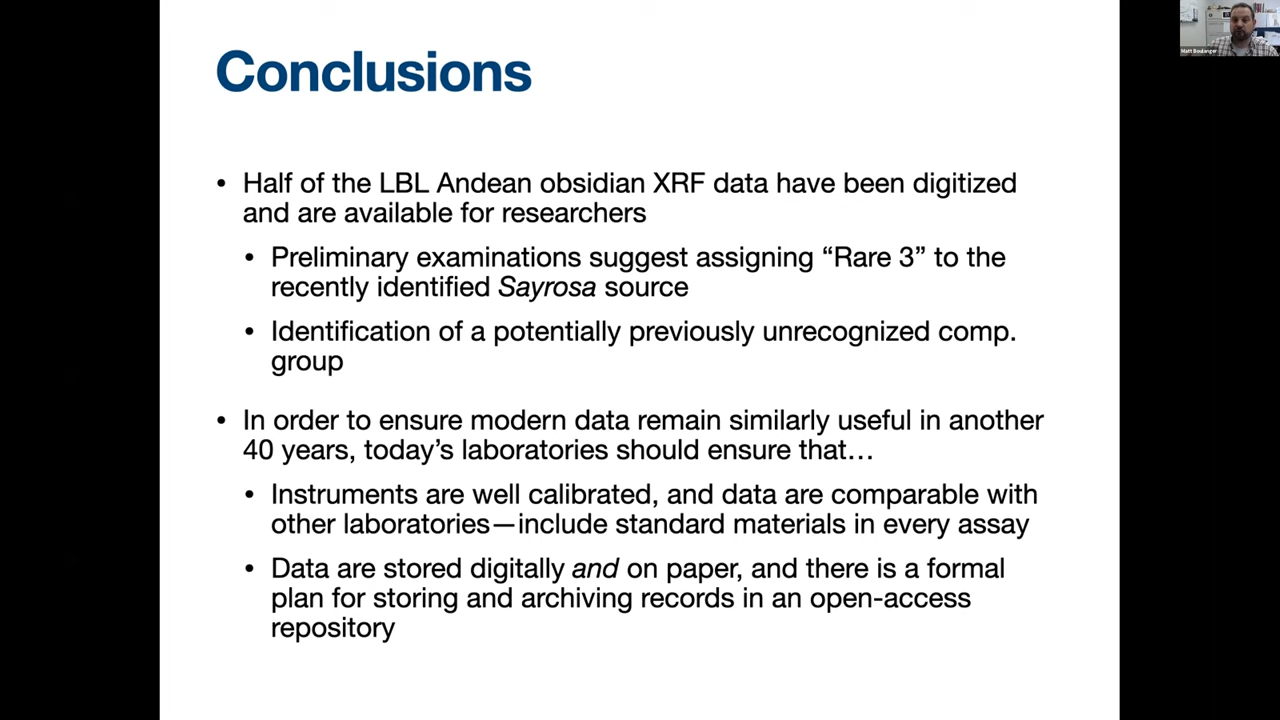 Conclusions
• Half of the LBL Andean obsidian XRF data have been digitized
and are available for researchers
• Preliminary examinations suggest assigning “Rare 3” to the
recently identified Sayrosa source
• Identification of a potentially previously unrecognized comp.
group
• In order to ensure modern data remain similarly useful in another
40 years, today’s laboratories should ensure that…
• Instruments are well calibrated, and data are comparable with
other laboratories—include standard materials in every assay
• Data are stored digitally and on paper, and there is a formal
plan for storing and archiving records in an open-access
repository
Matt Boulanger